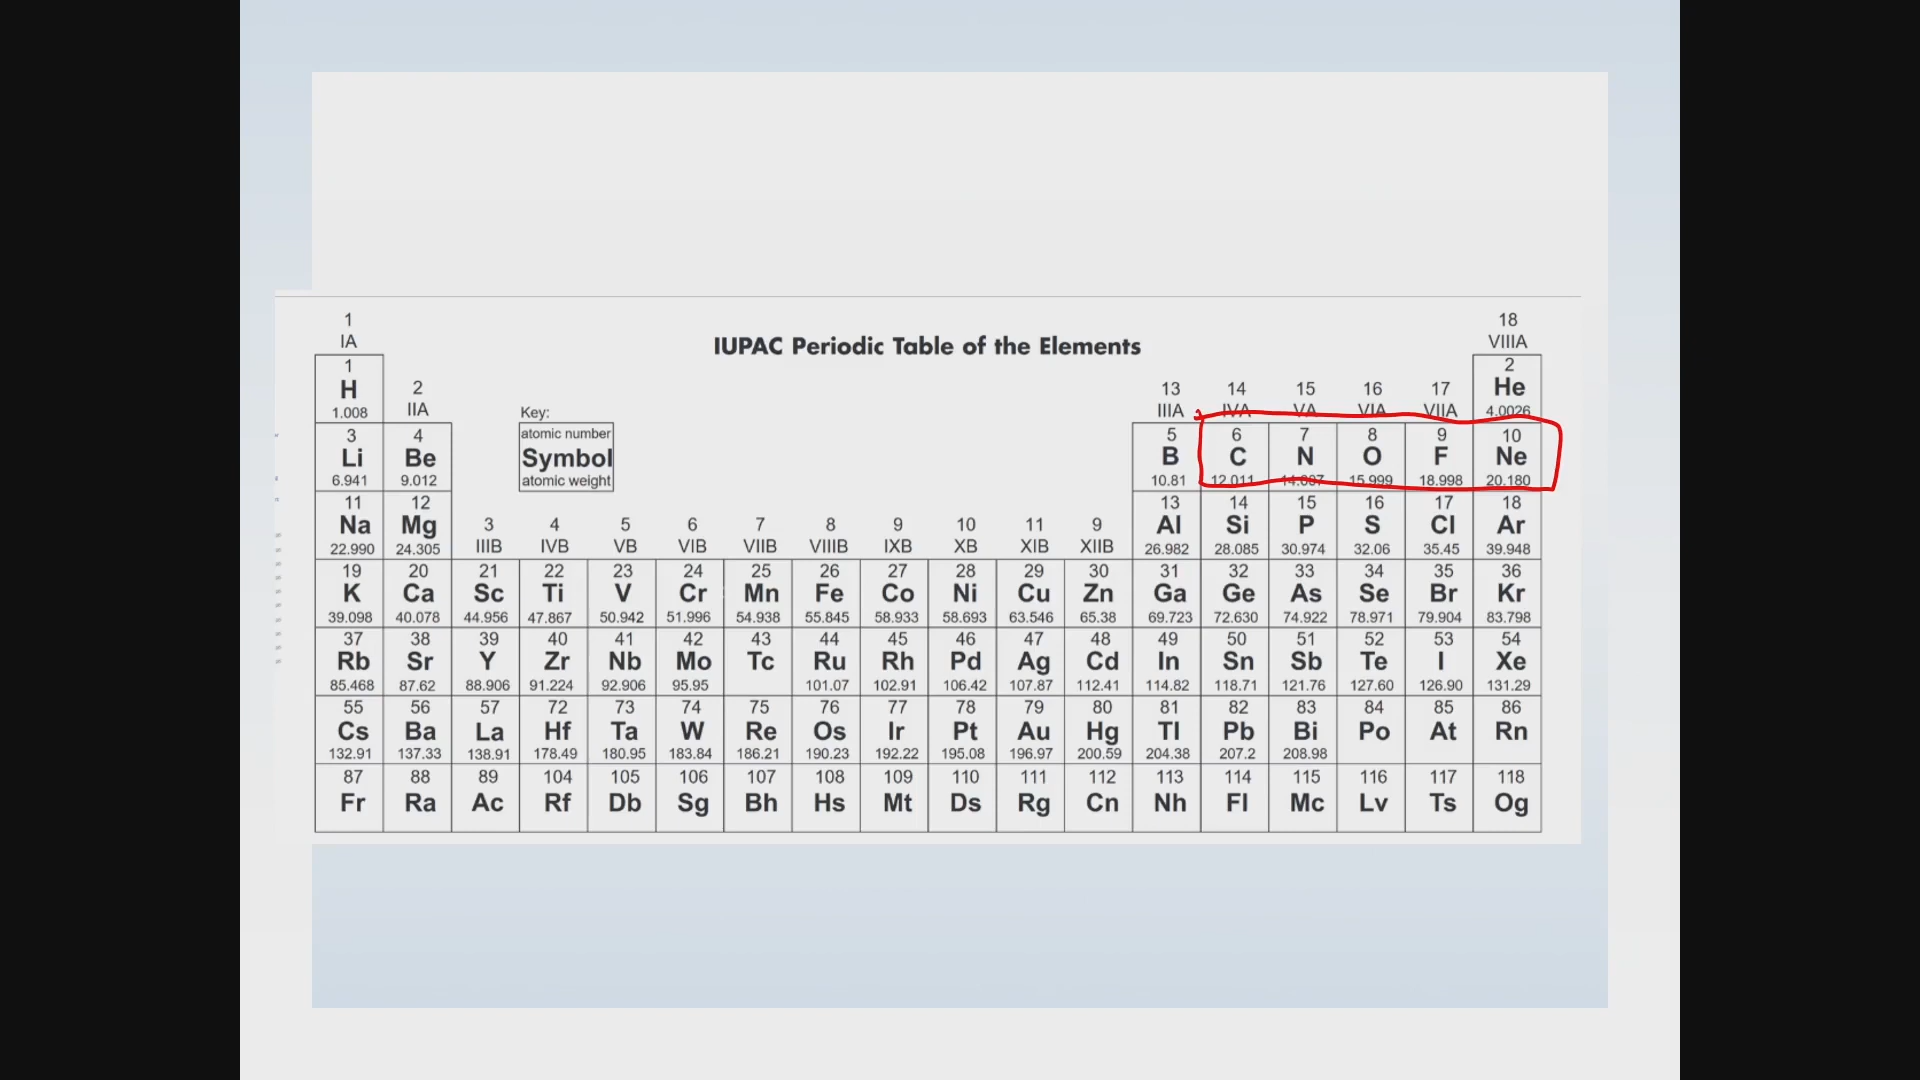 1 18
IA IUPAC Periodic Table of the Elements VIIIA
1 2
H 2 13 14 15 16 17 He
1.008 IIA Key: IIIA IVA VA VIA VIIA 4.0026
3 4 atomic number 5 6 7 8 9 10
Li Be Symbol B C N O F Ne
6.941 9.012 atomic weight 10.81 12.011 14.007 15.999 18.998 20.180
11 12 13 14 15 16 17 18
Na Mg 3 4 5 6 7 8 9 10 11 9 Al Si P S Cl Ar
22.990 24.305 IIIB IVB VB VIB VIIB VIIIB IXB XB XIB XIIB 26.982 28.085 30.974 32.06 35.45 39.948
19 20 21 22 23 24 25 26 27 28 29 30 31 32 33 34 35 36
K Ca Sc Ti V Cr Mn Fe Co Ni Cu Zn Ga Ge As Se Br Kr
39.098 40.078 44.956 47.867 50.942 51.996 54.938 55.845 58.933 58.693 63.546 65.38 69.723 72.630 74.922 78.971 79.904 83.798
37 38 39 40 41 42 43 44 45 46 47 48 49 50 51 52 53 54
Rb Sr Y Zr Nb Mo Tc Ru Rh Pd Ag Cd In Sn Sb Te I Xe
85.468 87.62 88.906 91.224 92.906 95.95 101.07 102.91 106.42 107.87 112.41 114.82 118.71 121.76 127.60 126.90 131.29
55 56 57 72 73 74 75 76 77 78 79 80 81 82 83 84 85 86
Cs Ba La Hf Ta W Re Os Ir Pt Au Hg Tl Pb Bi Po At Rn
132.91 137.33 138.91 178.49 180.95 183.84 186.21 190.23 192.22 195.08 196.97 200.59 204.38 207.2 208.98
87 88 89 104 105 106 107 108 109 110 111 112 113 114 115 116 117 118
Fr Ra Ac Rf Db Sg Bh Hs Mt Ds Rg Cn Nh Fl Mc Lv Ts Og